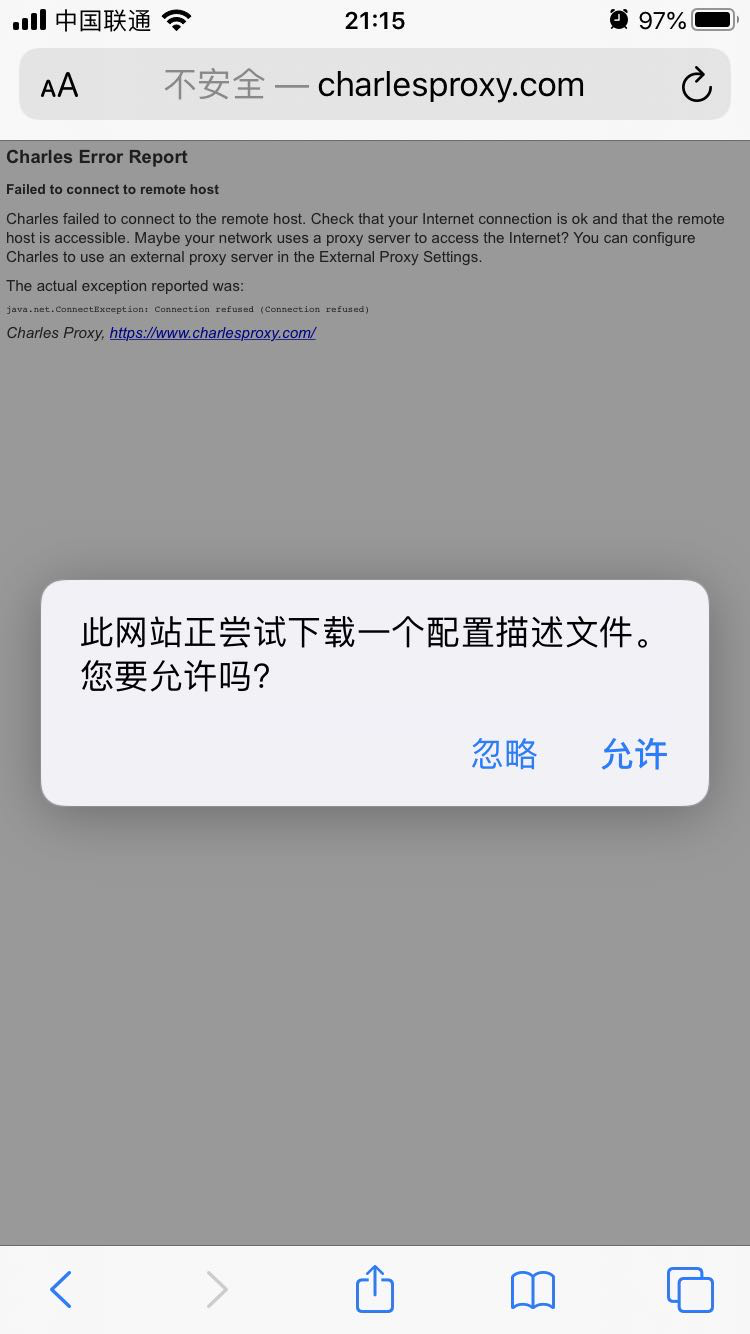 中国联通
21:15
97%
AA
不安全 — charlesproxy.com
Charles Error Report
Failed to connect to remote host
Charles failed to connect to the remote host. Check that your Internet connection is ok and that the remote
host is accessible. Maybe your network uses a proxy server to access the Internet? You can configure
Charles to use an external proxy server in the External Proxy Settings.
The actual exception reported was:
java.net.ConnectException: Connection refused (Connection refused)
Charles Proxy, https://www.charlesproxy.com/
此网站正尝试下载一个配置描述文件。
您要允许吗?
忽略
允许